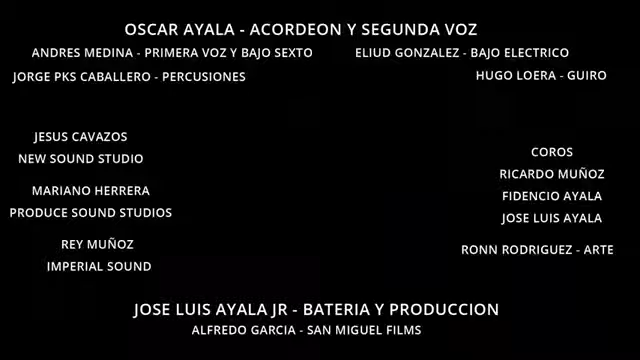 OSCAR AYALA - ACORDEON Y SEGUNDA VOZ
ANDRES MEDINA - PRIMERA VOZ Y BAJO SEXTO
ELIUD GONZALEZ - BAJO ELECTRICO
JORGE PKS CABALLERO - PERCUSIONES
HUGO LOERA - GUIRO
JESUS CAVAZOS
NEW SOUND STUDIO
MARIANO HERRERA
PRODUCE SOUND STUDIOS
REY MUÑOZ
IMPERIAL SOUND
COROS
RICARDO MUÑOZ
FIDENCIO AYALA
JOSE LUIS AYALA
RONN RODRIGUEZ - ARTE
JOSE LUIS AYALA JR - BATERIA Y PRODUCCION
ALFREDO GARCIA - SAN MIGUEL FILMS